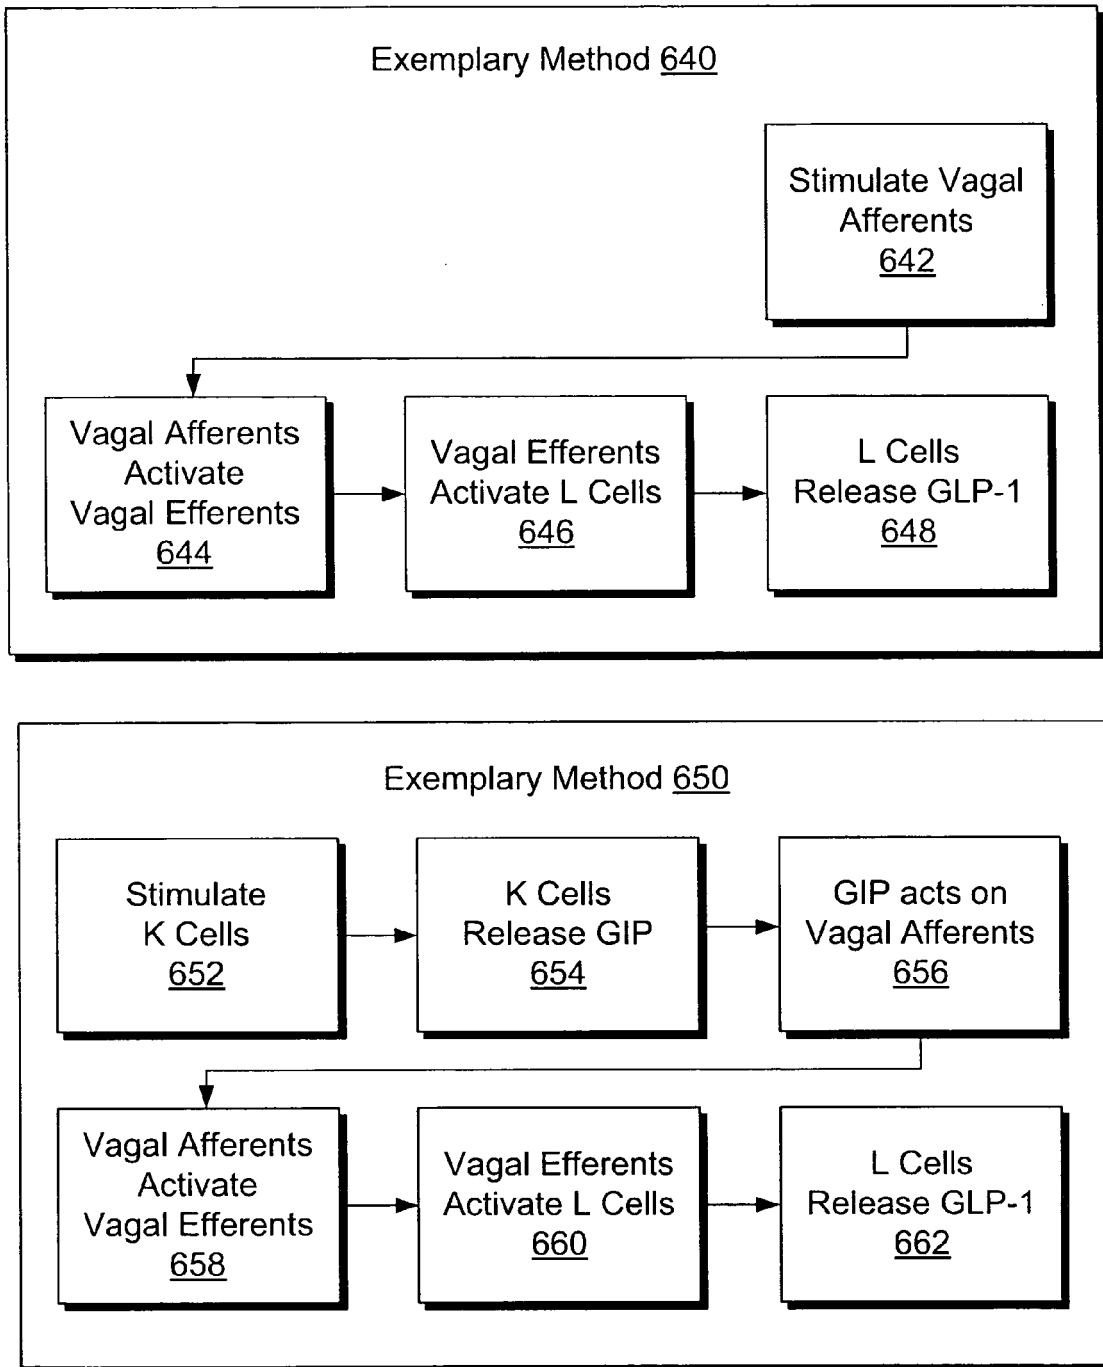 Exemplary Method 640
Stimulate Vagal
Afferents
642
Vagal Afferents
Activate
Vagal Efferents
644
Vagal Efferents
Activate L Cells
646
L Cells
Release GLP-1
648
Exemplary Method 650
Stimulate
K Cells
652
K Cells
Release GIP
654
GIP acts on
Vagal Afferents
656
Vagal Afferents
Activate
Vagal Efferents
658
Vagal Efferents
Activate L Cells
660
L Cells
Release GLP-1
662